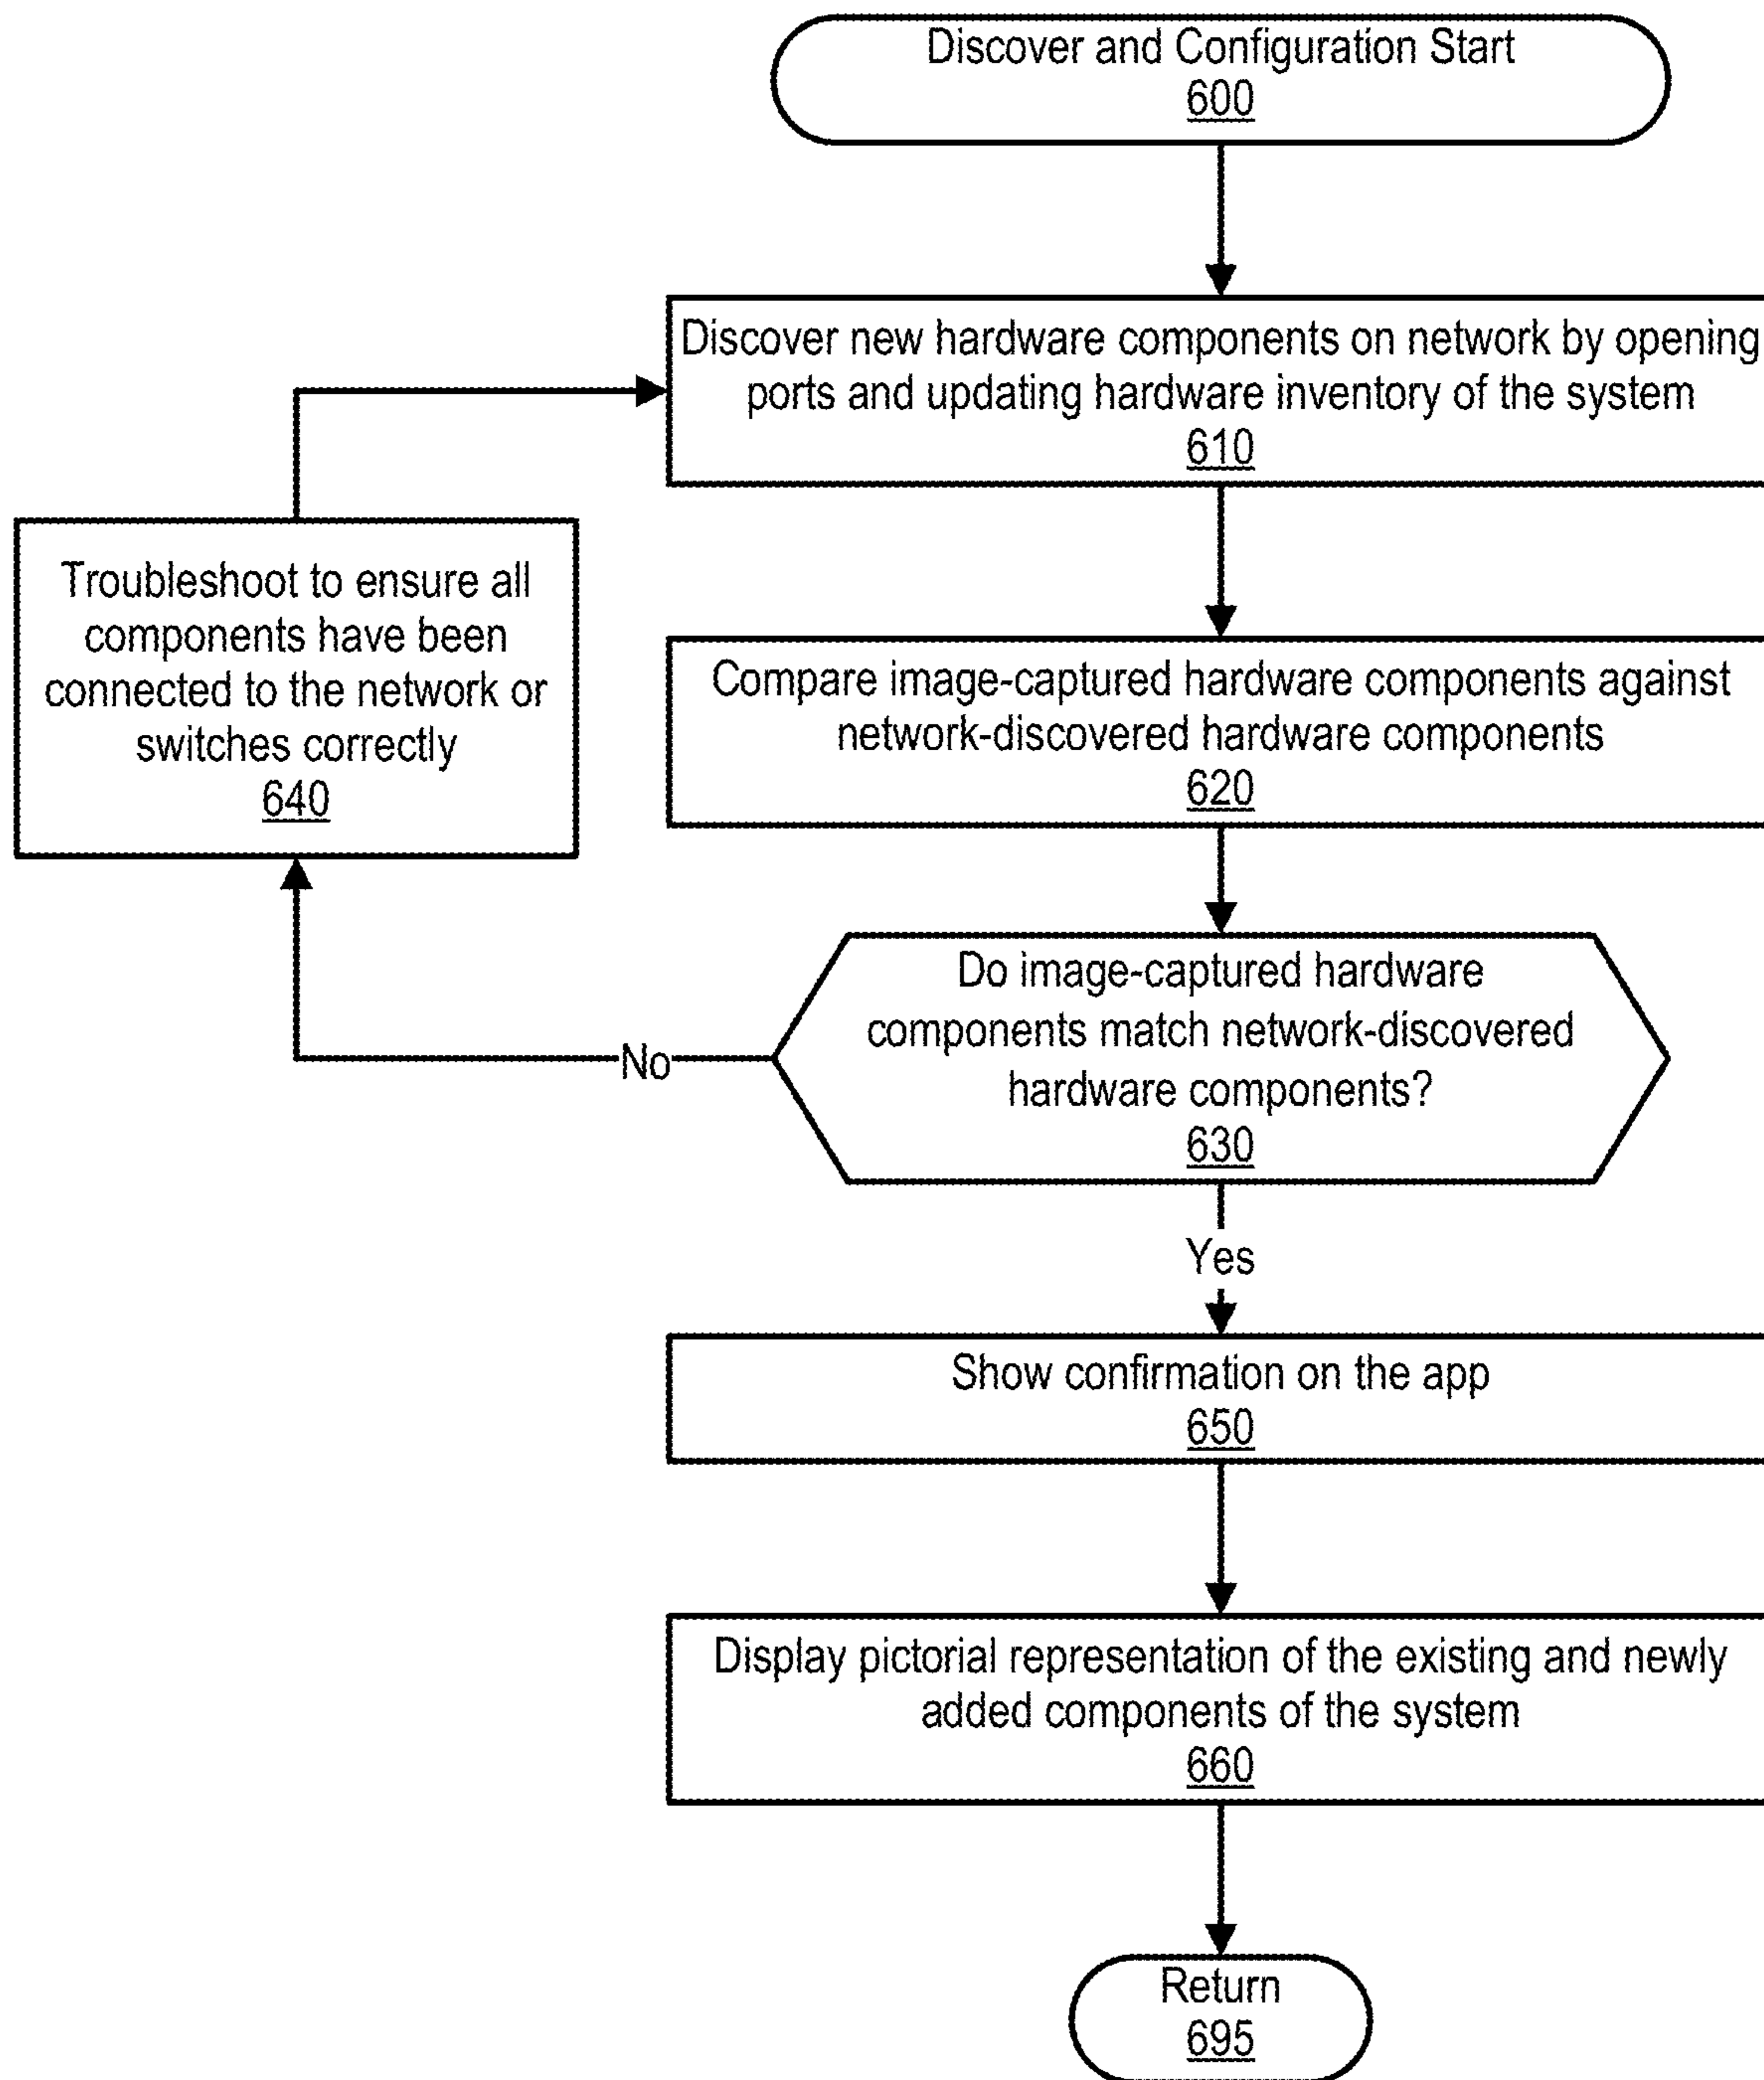 Discover and Configuration Start
600
Discover new hardware components on network by opening
ports and updating hardware inventory of the system
610
Troubleshoot to ensure all
components have been
connected to the network or
switches correctly
640
Compare image-captured hardware components against
network-discovered hardware components
620
Do image-captured hardware
components match network-discovered
hardware components?
630
No
Yes
Show confirmation on the app
650
Display pictorial representation of the existing and newly
added components of the system
660
Return
695